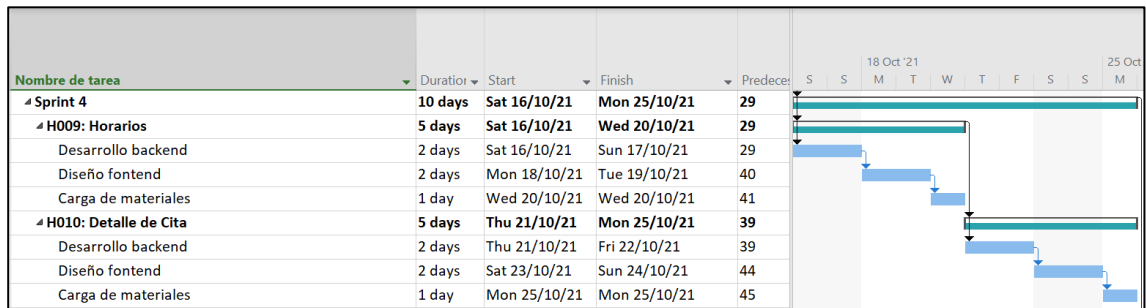 18 Oct '21 25 Oct
Nombre de tarea Duration Start Finish Predeces S S M T W T F S S M
Sprint 4 10 days Sat 16/10/21 Mon 25/10/21 29
H009: Horarios 5 days Sat 16/10/21 Wed 20/10/21 29
Desarrollo backend 2 days Sat 16/10/21 Sun 17/10/21 29
Diseño fontend 2 days Mon 18/10/21 Tue 19/10/21 40
Carga de materiales 1 day Wed 20/10/21 Wed 20/10/21 41
H010: Detalle de Cita 5 days Thu 21/10/21 Mon 25/10/21 39
Desarrollo backend 2 days Thu 21/10/21 Fri 22/10/21 39
Diseño fontend 2 days Sat 23/10/21 Sun 24/10/21 44
Carga de materiales 1 day Mon 25/10/21 Mon 25/10/21 45